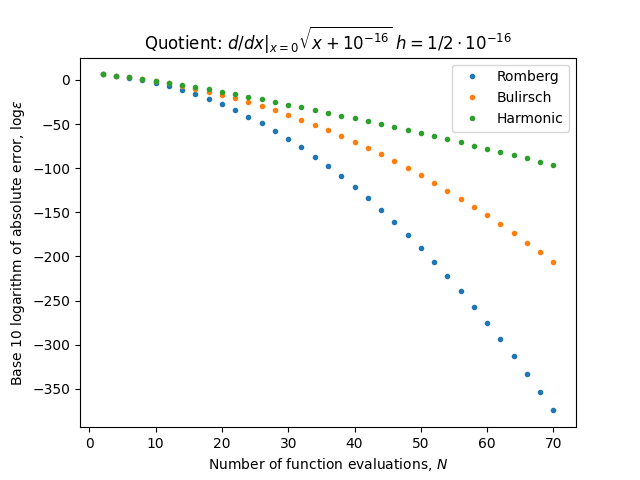 Quotient: d/dx|ₓ₌₀√(x + 10⁻¹⁶) h = 1/2 · 10⁻¹⁶
Romberg
Bulirsch
Harmonic
Base 10 logarithm of absolute error, logε
0
−50
−100
−150
−200
−250
−300
−350
0 10 20 30 40 50 60 70
Number of function evaluations, N